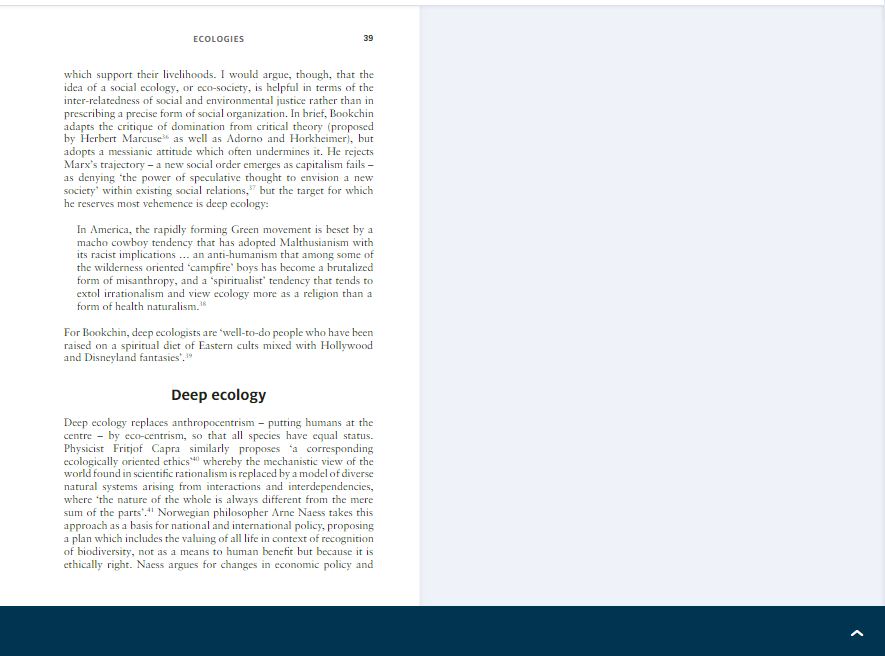 ECOLOGIES 39
which support their livelihoods. I would argue, though, that the
idea of a social ecology, or eco-society, is helpful in terms of the
inter-relatedness of social and environmental justice rather than in
prescribing a precise form of social organization. In brief, Bookchin
adapts the critique of domination from critical theory (proposed
by Herbert Marcuse³⁶ as well as Adorno and Horkheimer), but
adopts a messianic attitude which often undermines it. He rejects
Marx's trajectory – a new social order emerges as capitalism fails –
as denying 'the power of speculative thought to envision a new
society' within existing social relations,³⁷ but the target for which
he reserves most vehemence is deep ecology:
In America, the rapidly forming Green movement is beset by a
macho cowboy tendency that has adopted Malthusianism with
its racist implications … an anti-humanism that among some of
the wilderness oriented 'campfire' boys has become a brutalized
form of misanthropy, and a 'spiritualist' tendency that tends to
extol irrationalism and view ecology more as a religion than a
form of health naturalism.³⁸
For Bookchin, deep ecologists are 'well-to-do people who have been
raised on a spiritual diet of Eastern cults mixed with Hollywood
and Disneyland fantasies'.³⁹
Deep ecology
Deep ecology replaces anthropocentrism – putting humans at the
centre – by eco-centrism, so that all species have equal status.
Physicist Fritjof Capra similarly proposes 'a corresponding
ecologically oriented ethics'⁴⁰ whereby the mechanistic view of the
world found in scientific rationalism is replaced by a model of diverse
natural systems arising from interactions and interdependencies,
where 'the nature of the whole is always different from the mere
sum of the parts'.⁴¹ Norwegian philosopher Arne Naess takes this
approach as a basis for national and international policy, proposing
a plan which includes the valuing of all life in context of recognition
of biodiversity, not as a means to human benefit but because it is
ethically right. Naess argues for changes in economic policy and